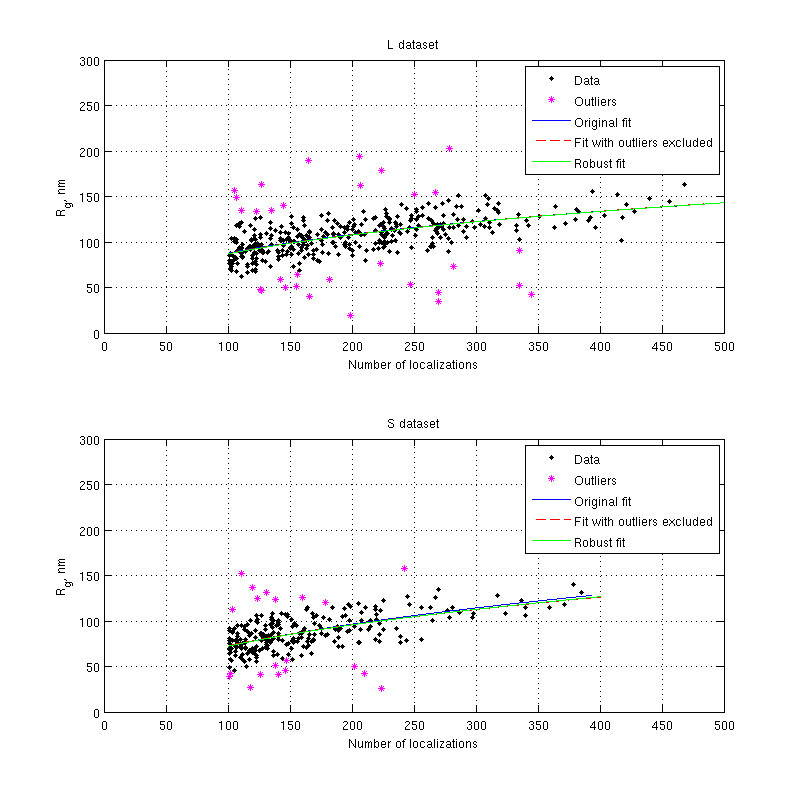 L dataset
300
250
200
150
100
50
0
Rg, nm
Data
Outliers
Original fit
Fit with outliers excluded
Robust fit
0 50 100 150 200 250 300 350 400 450 500
Number of localizations
S dataset
300
250
200
150
100
50
0
Rg, nm
Data
Outliers
Original fit
Fit with outliers excluded
Robust fit
0 50 100 150 200 250 300 350 400 450 500
Number of localizations